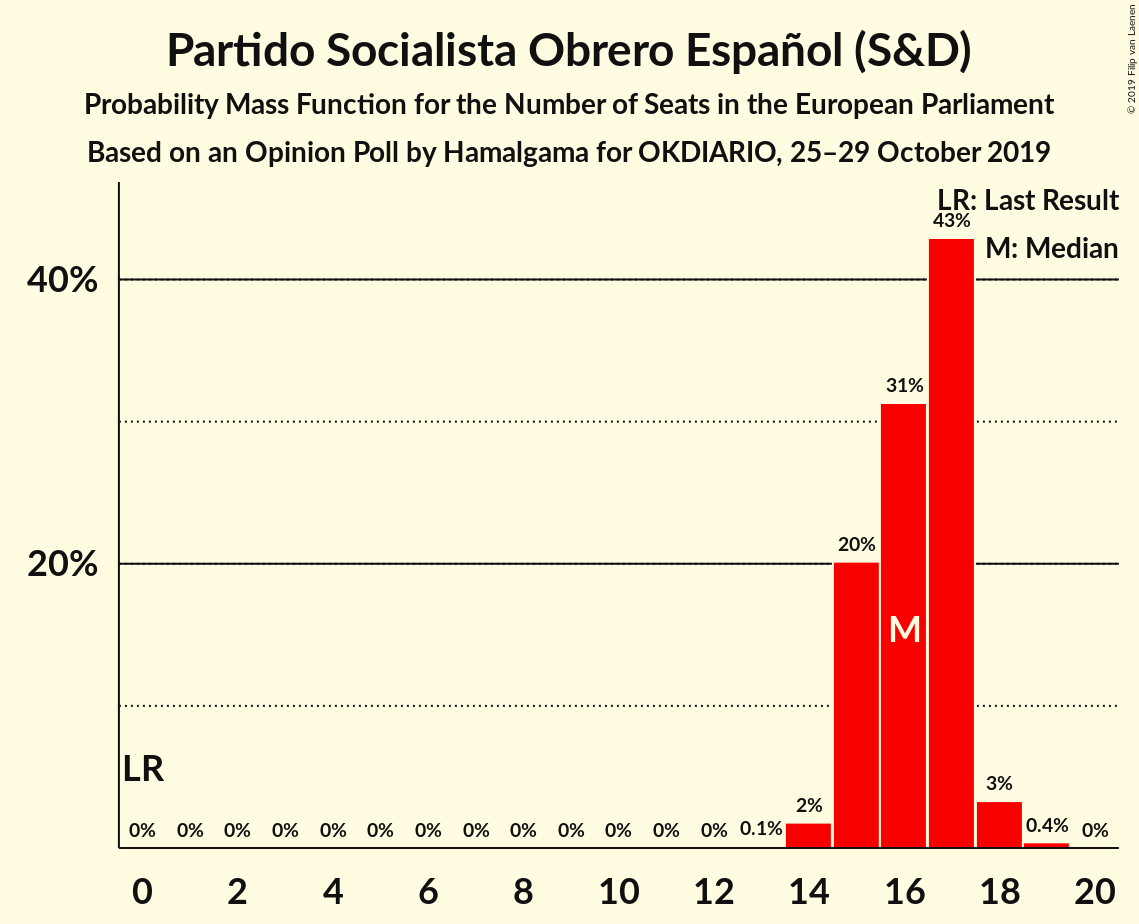 Partido Socialista Obrero Español (S&D)
Probability Mass Function for the Number of Seats in the European Parliament
Based on an Opinion Poll by Hamalgama for OKDIARIO, 25–29 October 2019
© 2019 Filip van Laenen
LR: Last Result
M: Median
43%
40%
31%
20%
20%
M
LR
0% 0% 0% 0% 0% 0% 0% 0% 0% 0% 0% 0% 0% 0.1% 2% 3% 0.4% 0%
0 2 4 6 8 10 12 14 16 18 20